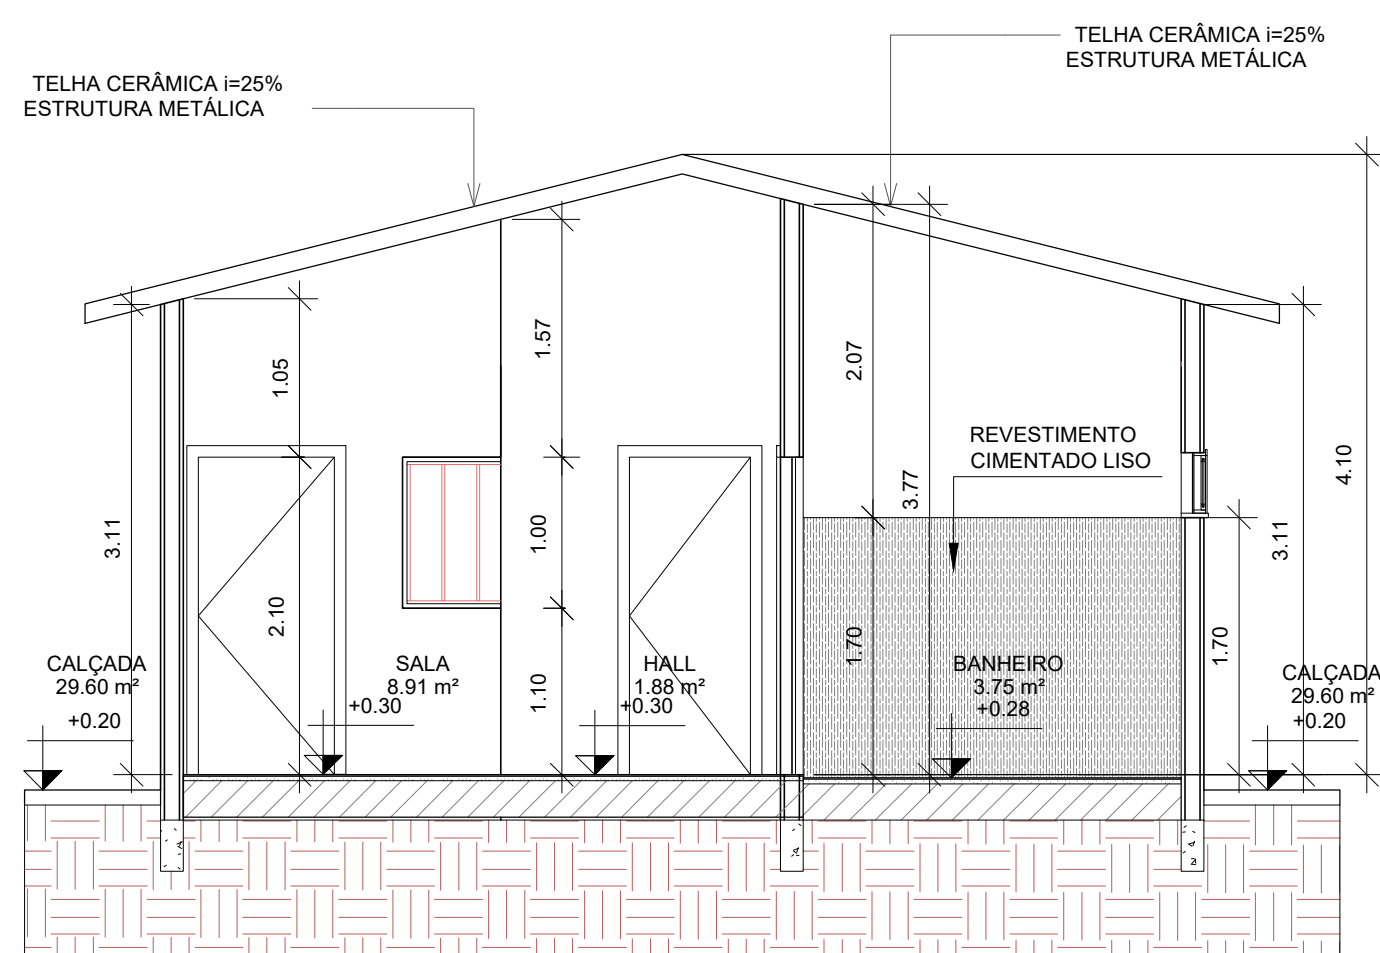 TELHA CERÂMICA i=25%
ESTRUTURA METÁLICA
TELHA CERÂMICA i=25%
ESTRUTURA METÁLICA
1.57
1.05
2.07
REVESTIMENTO
CIMENTADO LISO
4.10
3.77
3.11
1.00
3.11
2.10
1.70
1.70
1.10
CALÇADA
29.60 m²
+0.20
SALA
8.91 m²
+0.30
HALL
1.88 m²
+0.30
BANHEIRO
3.75 m²
+0.28
CALÇADA
29.60 m²
+0.20